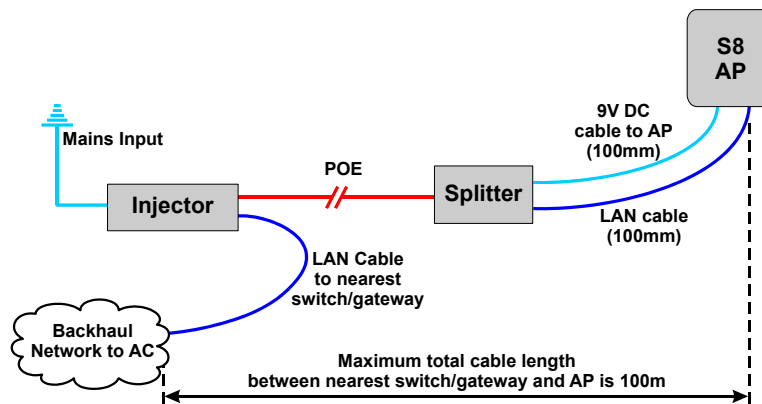 S8
AP
9V DC
cable to AP
(100mm)
Mains Input
POE
Injector
Splitter
LAN cable
(100mm)
LAN Cable
to nearest
switch/gateway
Backhaul
Network to AC
Maximum total cable length
between nearest switch/gateway and AP is 100m